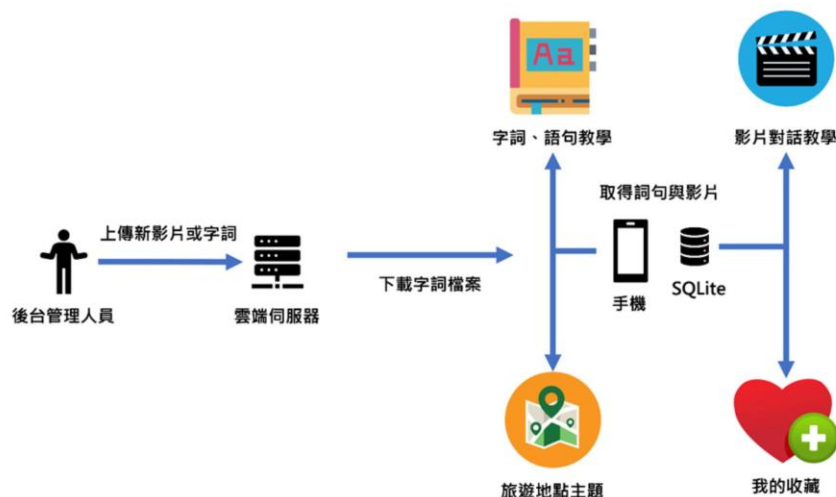 Aa
字詞、語句教學
影片對話教學
取得詞句與影片
上傳新影片或字詞
下載字詞檔案
後台管理人員
雲端伺服器
手機
SQLite
旅遊地點主題
我的收藏